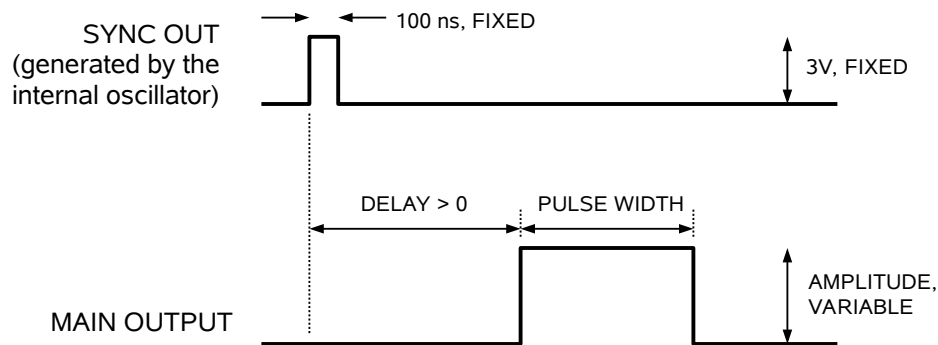 100 ns, FIXED
SYNC OUT
(generated by the
internal oscillator)
3V, FIXED
DELAY > 0
PULSE WIDTH
AMPLITUDE,
VARIABLE
MAIN OUTPUT